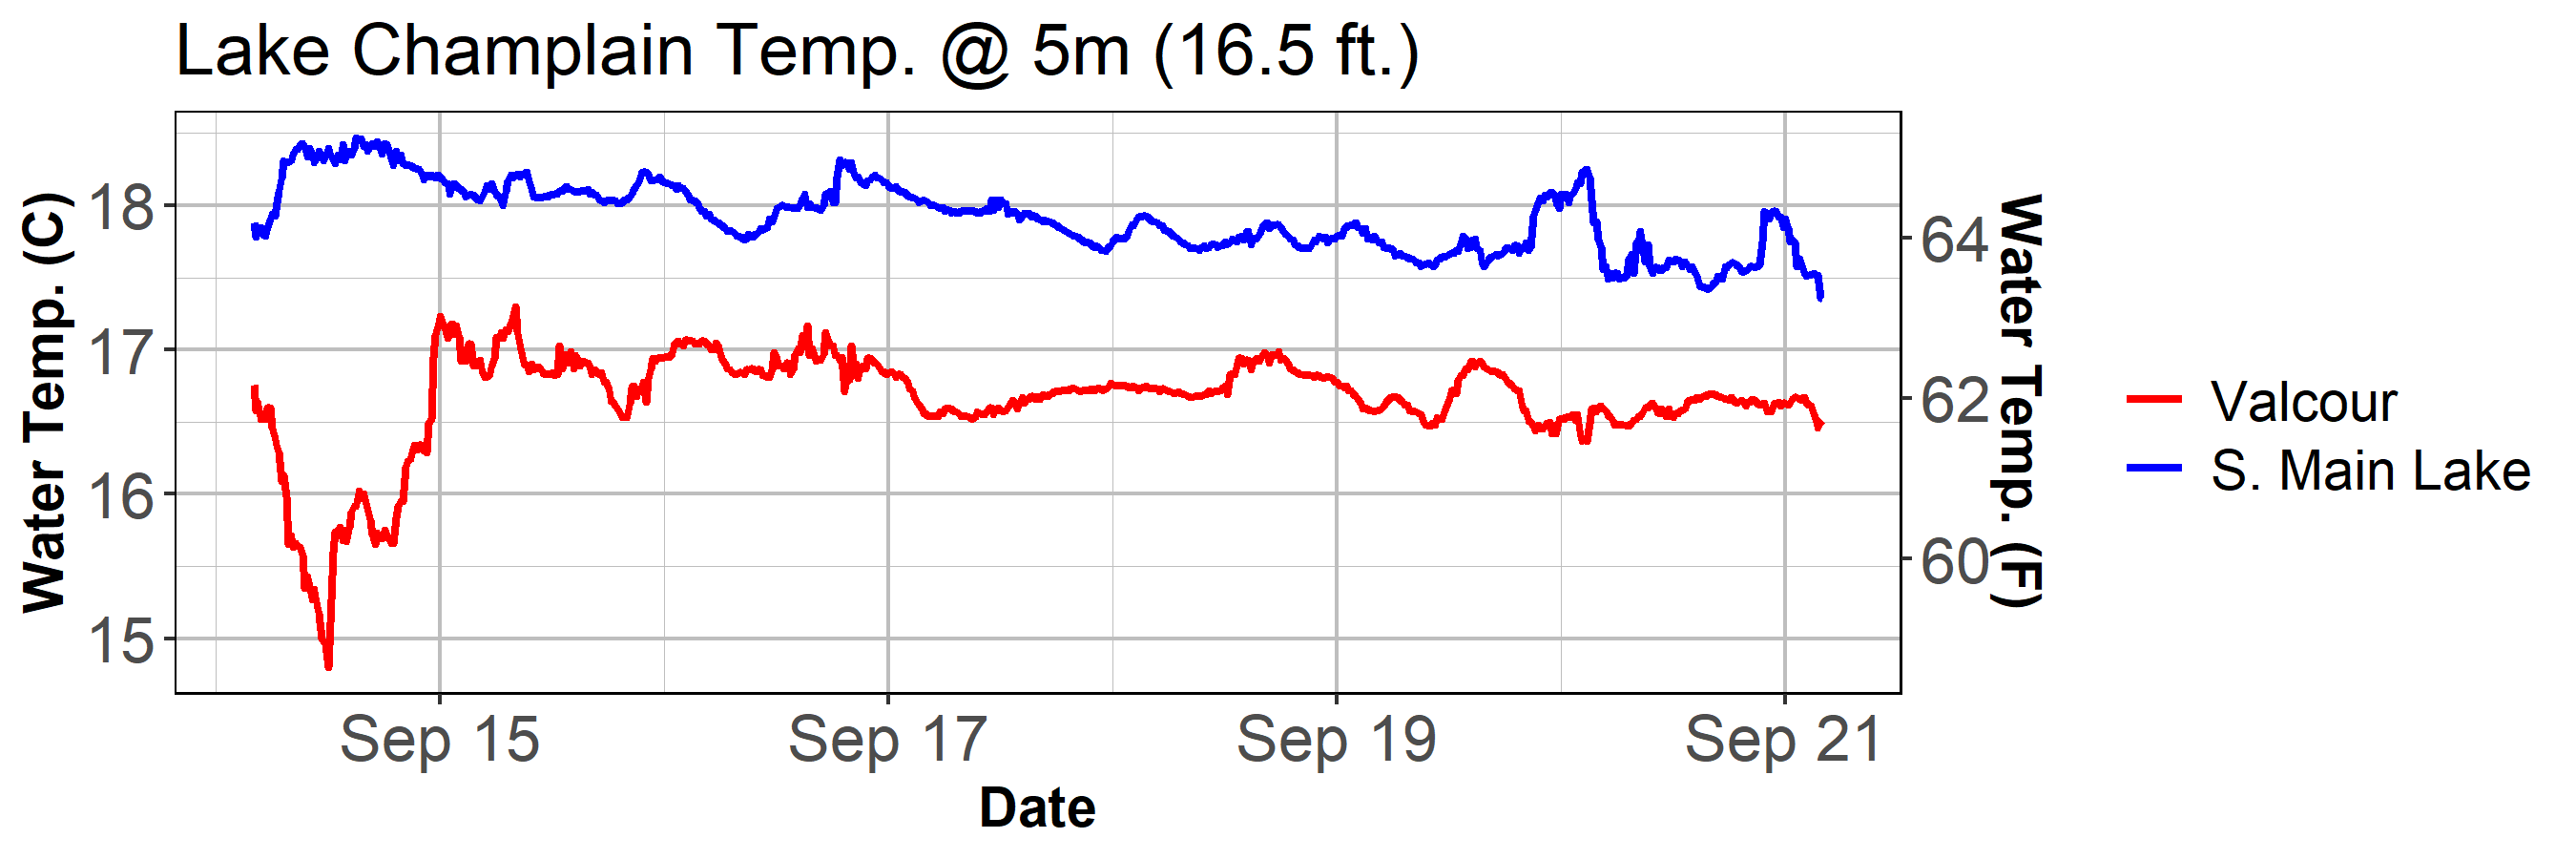 Lake Champlain Temp. @ 5m (16.5 ft.)
Water Temp. (C)
18
17
16
15
64
62
60
Water Temp. (F)
Sep 15
Sep 17
Sep 19
Sep 21
Date
Valcour
S. Main Lake